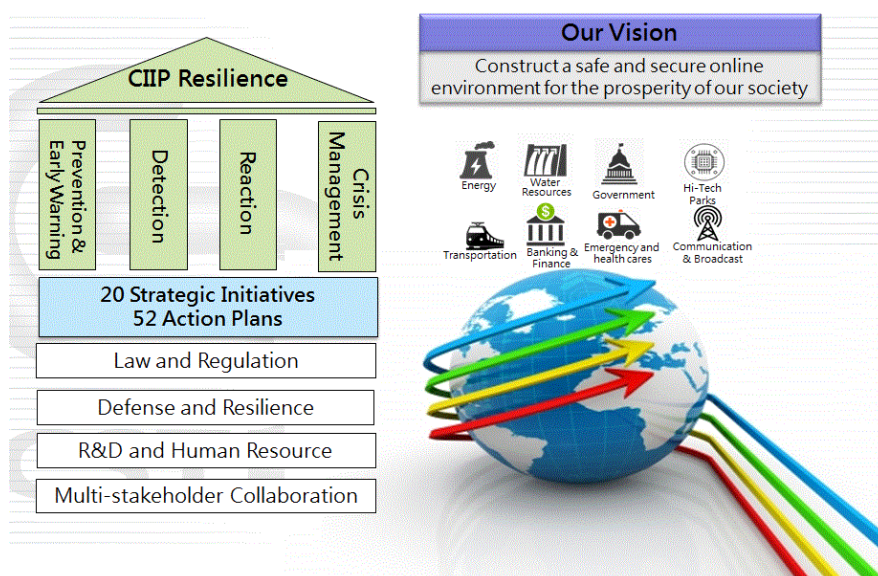 CIIP Resilience
Prevention &
Early Warning
Detection
Reaction
Crisis
Management
20 Strategic Initiatives
52 Action Plans
Law and Regulation
Defense and Resilience
R&D and Human Resource
Multi-stakeholder Collaboration
Our Vision
Construct a safe and secure online
environment for the prosperity of our society
Energy
Water
Resources
Government
Hi-Tech
Parks
Transportation
$
Banking &
Finance
Emergency and
health cares
Communication
& Broadcast